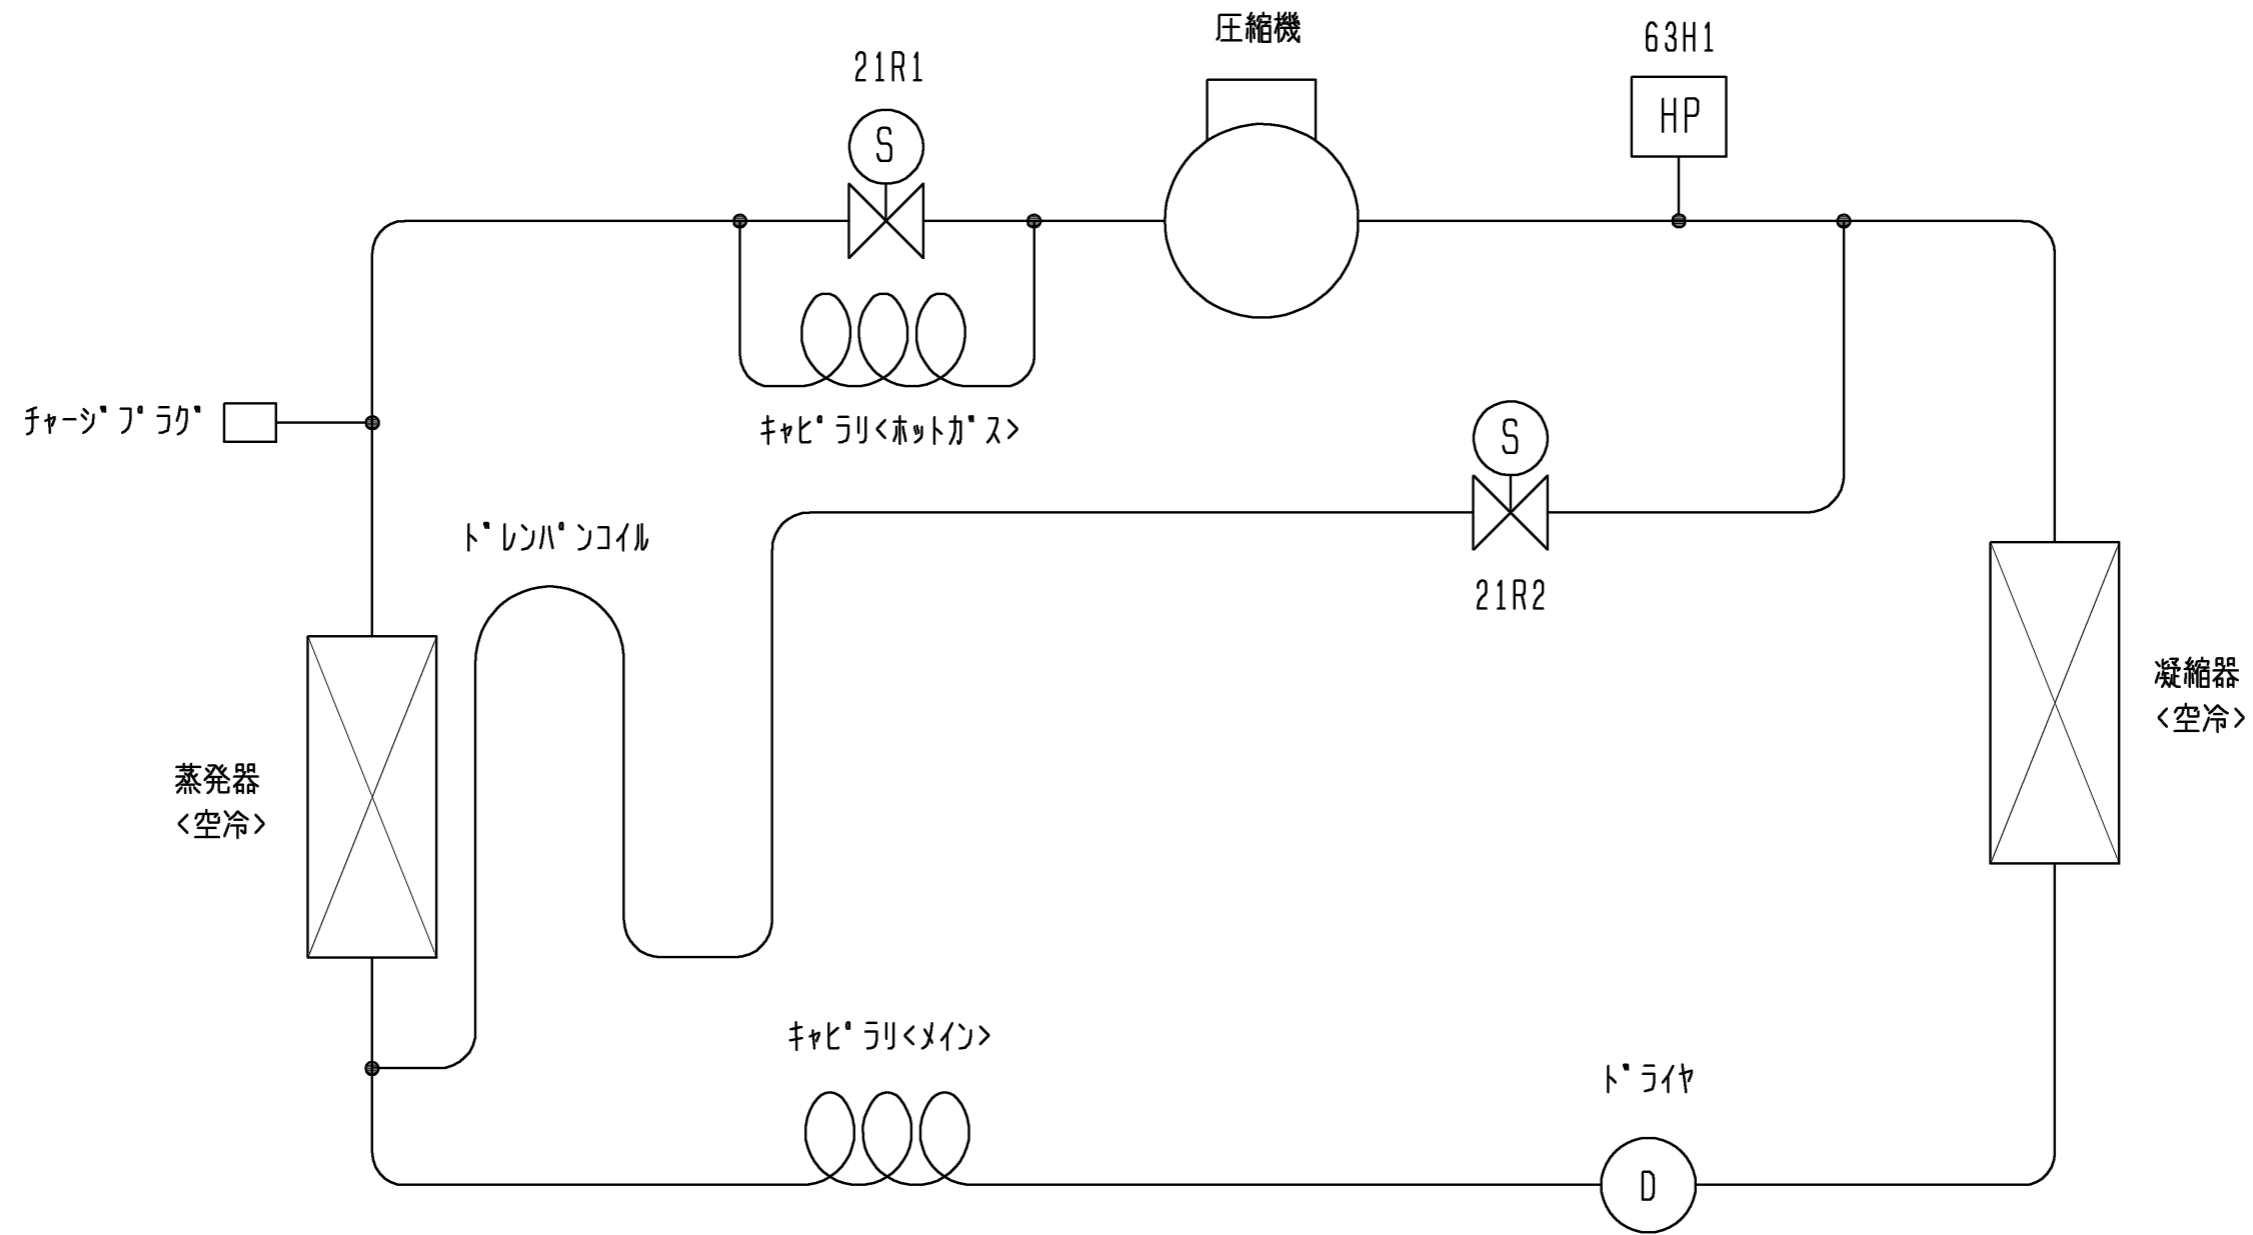 圧縮機
63H1
HP
21R1
S
キャピラリ<ホットガス>
チャージプラグ
S
21R2
ドレンパンコイル
凝縮器
<空冷>
蒸発器
<空冷>
キャピラリ<メイン>
ドライヤ
D